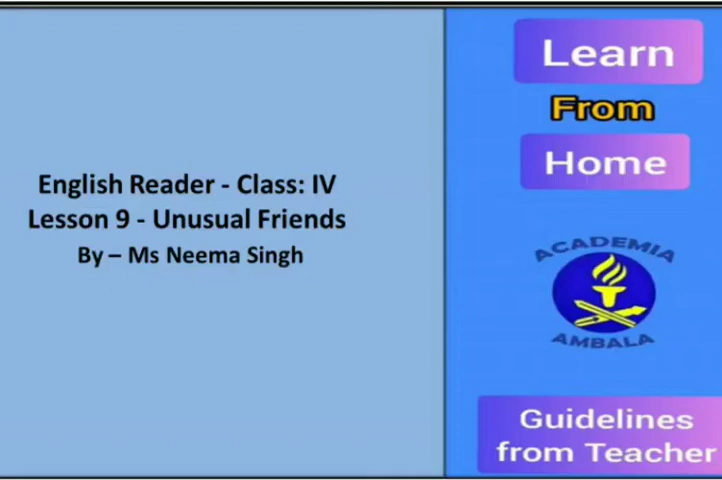 English Reader - Class: IV
Lesson 9 - Unusual Friends
By – Ms Neema Singh
Learn
From
Home
ACADEMIA
AMBALA
Guidelines
from Teacher